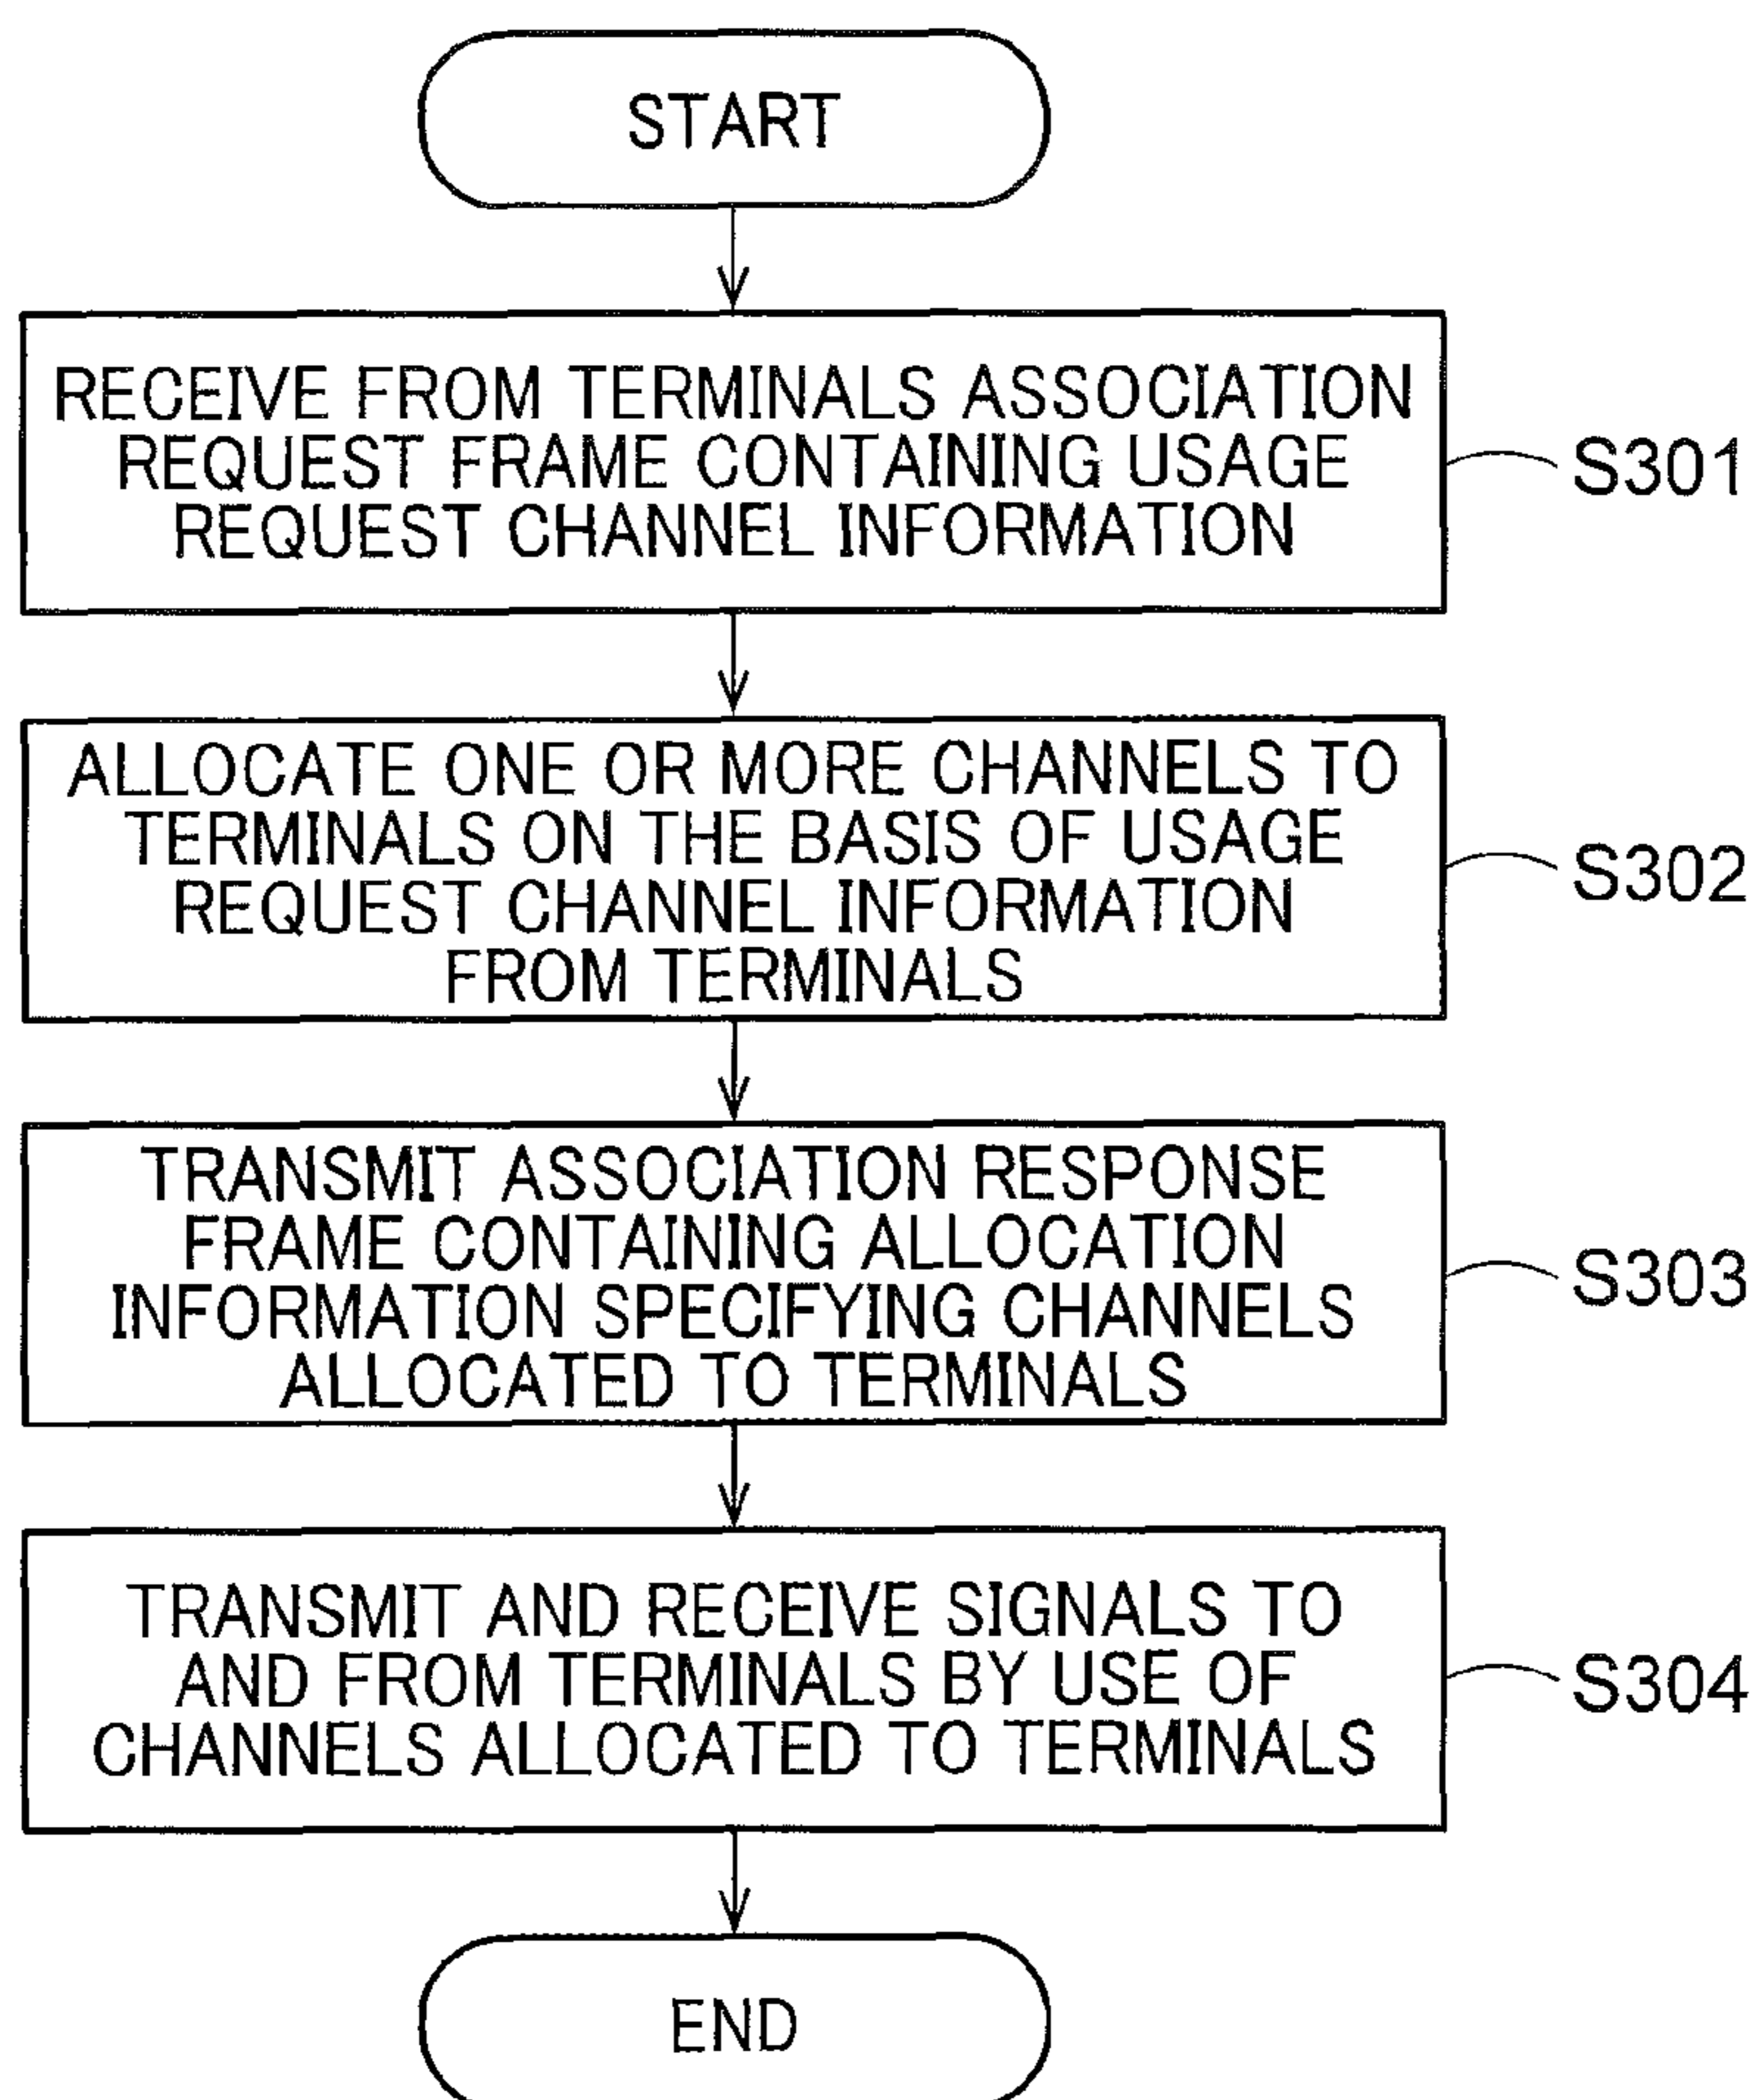 START
RECEIVE FROM TERMINALS ASSOCIATION
REQUEST FRAME CONTAINING USAGE
REQUEST CHANNEL INFORMATION
S301
ALLOCATE ONE OR MORE CHANNELS TO
TERMINALS ON THE BASIS OF USAGE
REQUEST CHANNEL INFORMATION
FROM TERMINALS
S302
TRANSMIT ASSOCIATION RESPONSE
FRAME CONTAINING ALLOCATION
INFORMATION SPECIFYING CHANNELS
ALLOCATED TO TERMINALS
S303
TRANSMIT AND RECEIVE SIGNALS TO
AND FROM TERMINALS BY USE OF
CHANNELS ALLOCATED TO TERMINALS
S304
END